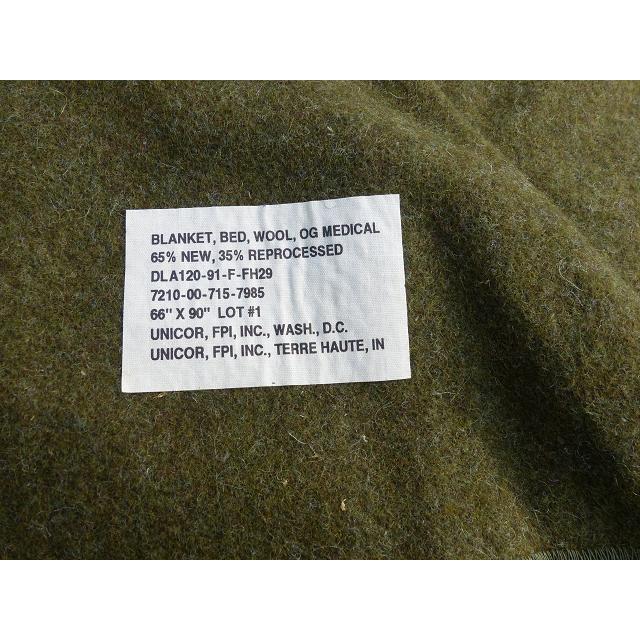 BLANKET, BED, WOOL, OG MEDICAL
65% NEW, 35% REPROCESSED
DLA120-91-F-FH29
7210-00-715-7985
66" X 90" LOT #1
UNICOR, FPI, INC., WASH., D.C.
UNICOR, FPI, INC., TERRE HAUTE, IN